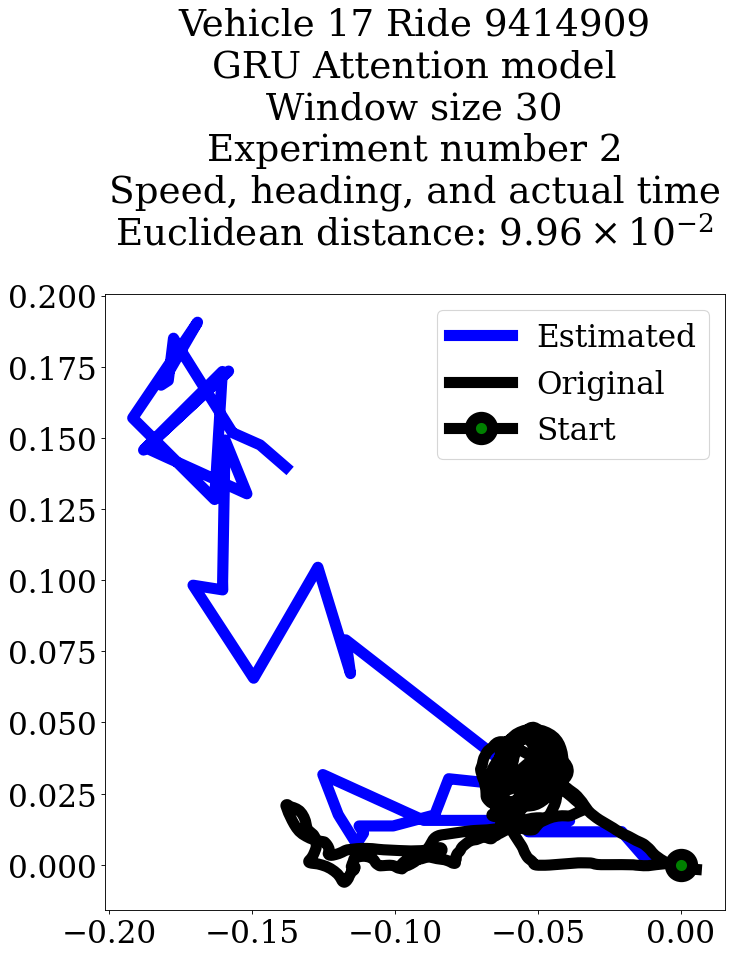 Vehicle 17 Ride 9414909
GRU Attention model
Window size 30
Experiment number 2
Speed, heading, and actual time
Euclidean distance: 9.96 × 10⁻²
Estimated
Original
Start
0.200
0.175
0.150
0.125
0.100
0.075
0.050
0.025
0.000
−0.20 −0.15 −0.10 −0.05 0.00